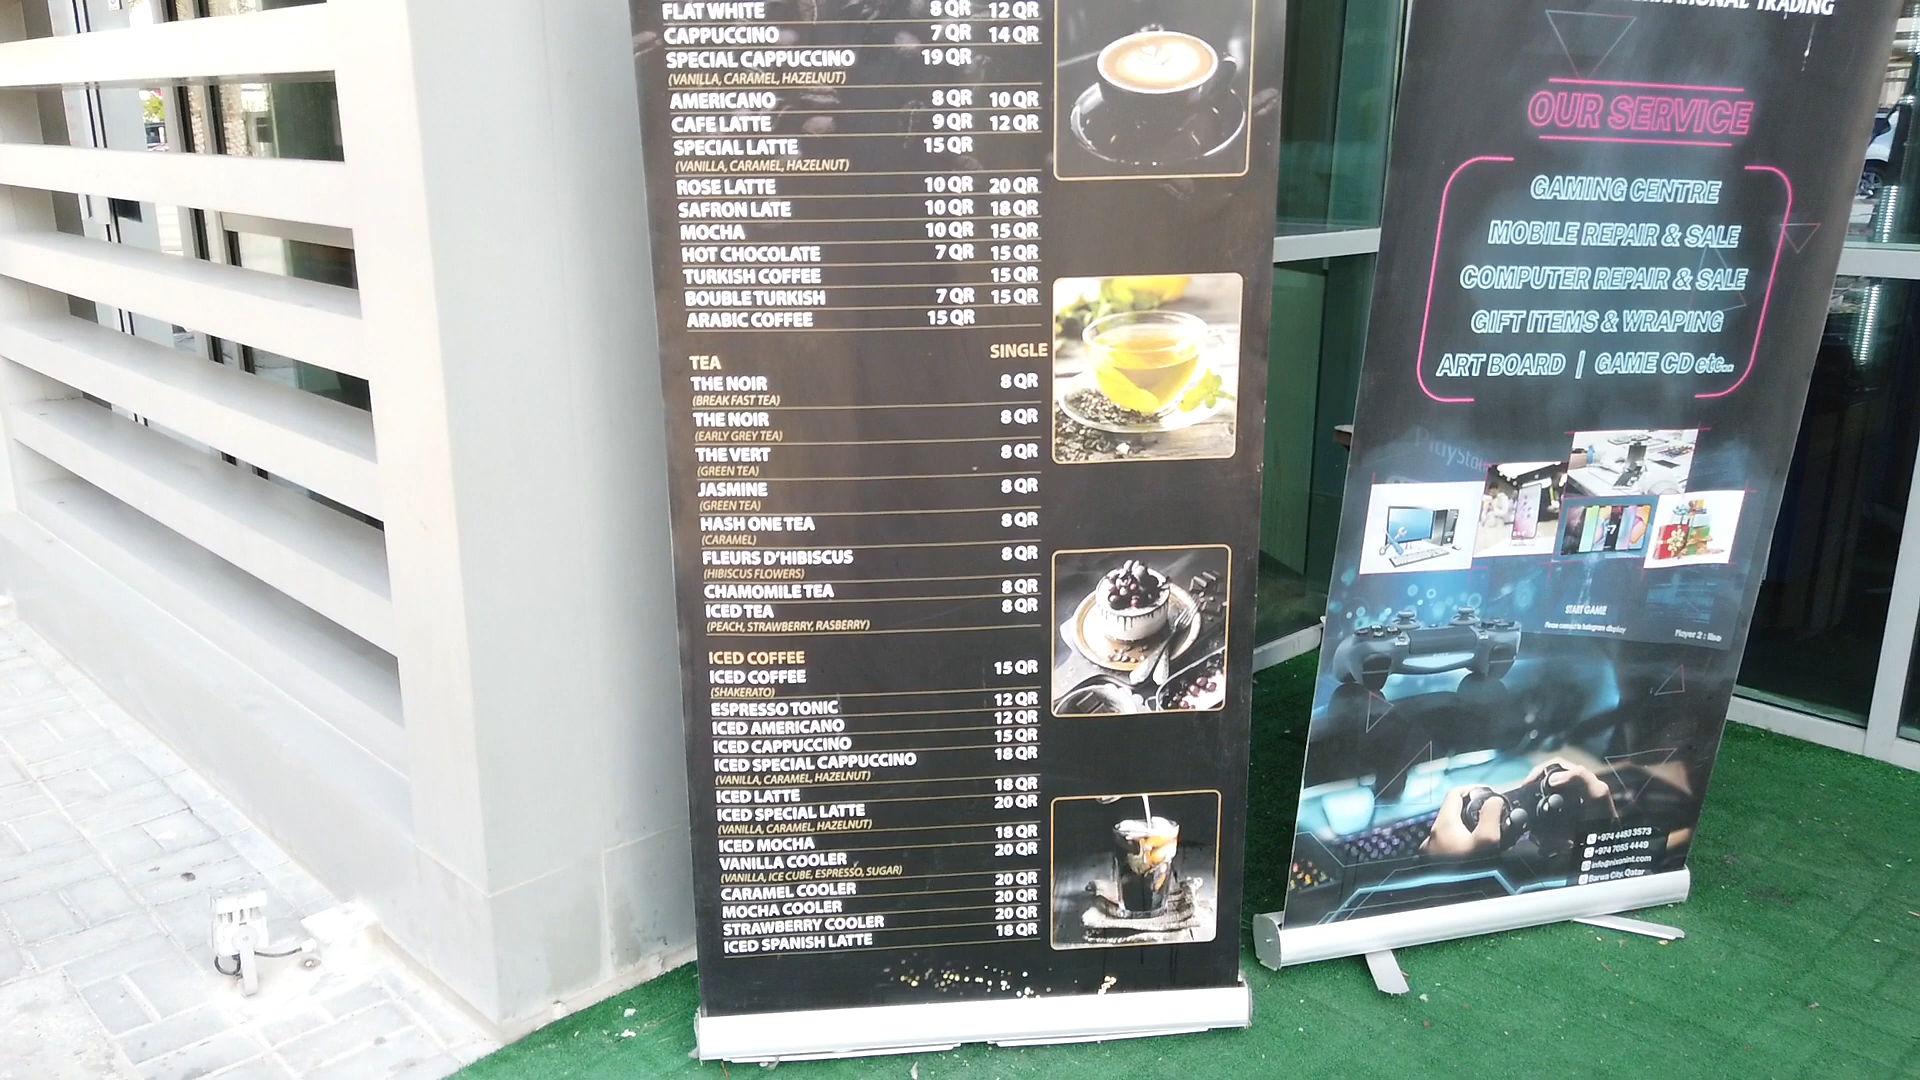 FLAT WHITE 8 QR 12 QR
CAPPUCCINO 7 QR 14 QR
SPECIAL CAPPUCCINO 19 QR
(VANILLA, CARAMEL, HAZELNUT)
AMERICANO 8 QR 10 QR
CAFE LATTE 9 QR 12 QR
SPECIAL LATTE 15 QR
(VANILLA, CARAMEL, HAZELNUT)
ROSE LATTE 10 QR 20 QR
SAFRON LATE 10 QR 18 QR
MOCHA 10 QR 15 QR
HOT CHOCOLATE 7 QR 15 QR
TURKISH COFFEE 15 QR
BOUBLE TURKISH 7 QR 15 QR
ARABIC COFFEE 15 QR
TEA SINGLE
THE NOIR 8 QR
(BREAK FAST TEA)
THE NOIR 8 QR
(EARLY GREY TEA)
THE VERT 8 QR
(GREEN TEA)
JASMINE 8 QR
(GREEN TEA)
HASH ONE TEA 8 QR
(CARAMEL)
FLEURS D'HIBISCUS 8 QR
(HIBISCUS FLOWERS)
CHAMOMILE TEA 8 QR
ICED TEA 8 QR
(PEACH, STRAWBERRY, RASBERRY)
ICED COFFEE
ICED COFFEE 15 QR
(SHAKERATO)
ESPRESSO TONIC 12 QR
ICED AMERICANO 12 QR
ICED CAPPUCCINO 15 QR
ICED SPECIAL CAPPUCCINO 18 QR
(VANILLA, CARAMEL, HAZELNUT)
ICED LATTE 18 QR
ICED SPECIAL LATTE 20 QR
(VANILLA, CARAMEL, HAZELNUT)
ICED MOCHA 18 QR
VANILLA COOLER 20 QR
(VANILLA, ICE CUBE, ESPRESSO, SUGAR)
CARAMEL COOLER 20 QR
MOCHA COOLER 20 QR
STRAWBERRY COOLER 20 QR
ICED SPANISH LATTE 18 QR
TRADING
OUR SERVICE
GAMING CENTRE
MOBILE REPAIR & SALE
COMPUTER REPAIR & SALE
GIFT ITEMS & WRAPING
ART BOARD | GAME CD etc..
START GAME
+974 4483 3573
+974 7055 4449
info@nixonint.com
Barwa City, Qatar